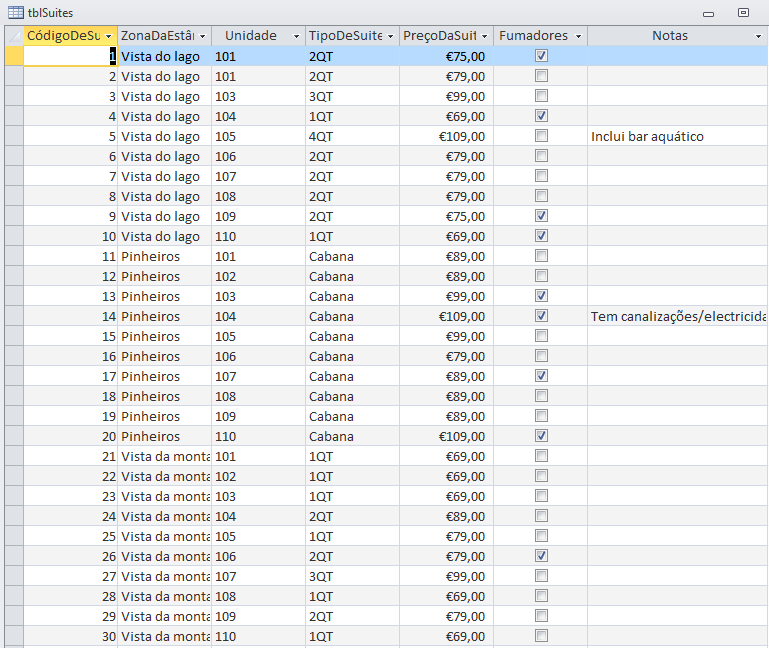 tblSuites
CódigoDeSu ZonaDaEstân Unidade TipoDeSuite PreçoDaSuit Fumadores Notas
1 Vista do lago 101 2QT €75,00
2 Vista do lago 101 2QT €79,00
3 Vista do lago 103 3QT €99,00
4 Vista do lago 104 1QT €69,00
5 Vista do lago 105 4QT €109,00 Inclui bar aquático
6 Vista do lago 106 2QT €79,00
7 Vista do lago 107 2QT €79,00
8 Vista do lago 108 2QT €79,00
9 Vista do lago 109 2QT €75,00
10 Vista do lago 110 1QT €69,00
11 Pinheiros 101 Cabana €89,00
12 Pinheiros 102 Cabana €89,00
13 Pinheiros 103 Cabana €99,00
14 Pinheiros 104 Cabana €109,00 Tem canalizações/electricida
15 Pinheiros 105 Cabana €99,00
16 Pinheiros 106 Cabana €79,00
17 Pinheiros 107 Cabana €89,00
18 Pinheiros 108 Cabana €89,00
19 Pinheiros 109 Cabana €89,00
20 Pinheiros 110 Cabana €109,00
21 Vista da monta 101 1QT €69,00
22 Vista da monta 102 1QT €69,00
23 Vista da monta 103 1QT €69,00
24 Vista da monta 104 2QT €89,00
25 Vista da monta 105 1QT €79,00
26 Vista da monta 106 2QT €79,00
27 Vista da monta 107 3QT €99,00
28 Vista da monta 108 1QT €69,00
29 Vista da monta 109 2QT €79,00
30 Vista da monta 110 1QT €69,00